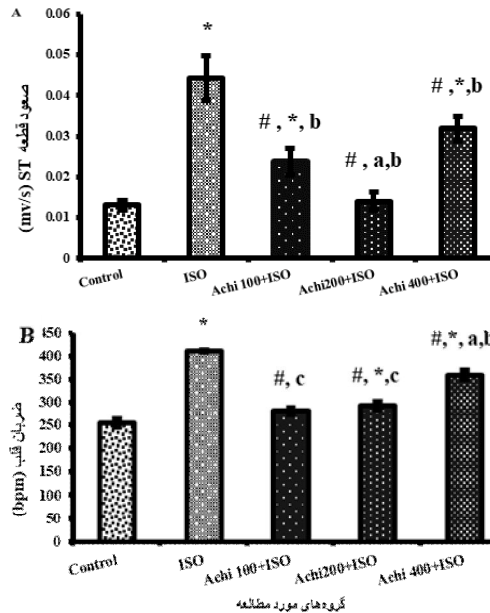 A
صعود قطعه ST (mv/s)
0.06
0.05
0.04
0.03
0.02
0.01
0
*
# , *, b
# , a,b
# ,*,b
Control
ISO
Achi 100+ISO
Achi200+ISO
Achi 400+ISO
B
ضربان قلب (bpm)
450
400
350
300
250
200
150
100
50
0
*
#, c
#, *,c
#,*, a,b
Control
ISO
Achi 100+ISO
Achi200+ISO
Achi 400+ISO
گروه‌های مورد مطالعه